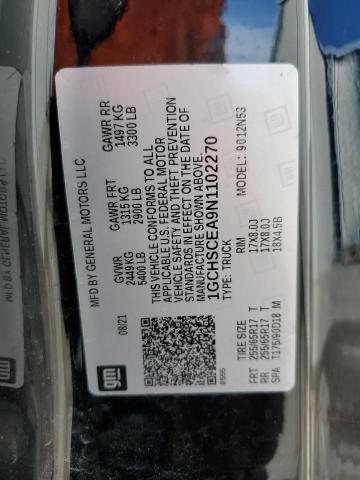 MFD BY GENERAL MOTORS LLC
08/21
GVWR GAWR FRT GAWR RR
2449 KG 1315 KG 1497 KG
5400 LB 2900 LB 3300 LB
THIS VEHICLE CONFORMS TO ALL
APPLICABLE U.S. FEDERAL MOTOR
VEHICLE SAFETY AND THEFT PREVENTION
STANDARDS IN EFFECT ON THE DATE OF
MANUFACTURE SHOWN ABOVE.
1GCHSCEA9N1102270
TYPE: TRUCK MODEL: 9012N53
gm
TIRE SIZE RIM
FRT 255/65R17 T 17X8.0J
RR 255/65R17 T 17X8.0J
SPA T175/90D18 M 18X4.5B